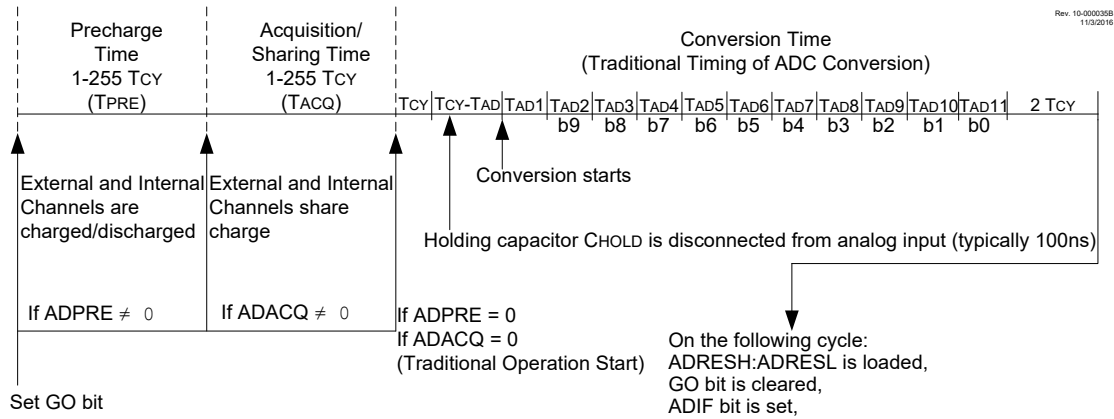 Rev. 10-000035B
11/3/2016
Precharge
Time
1-255 TCY
(TPRE)
Acquisition/
Sharing Time
1-255 TCY
(TACQ)
Conversion Time
(Traditional Timing of ADC Conversion)
TCY TCY-TAD TAD1 TAD2 TAD3 TAD4 TAD5 TAD6 TAD7 TAD8 TAD9 TAD10 TAD11 2 TCY
b9 b8 b7 b6 b5 b4 b3 b2 b1 b0
External and Internal
Channels are
charged/discharged
External and Internal
Channels share
charge
Conversion starts
Holding capacitor CHOLD is disconnected from analog input (typically 100ns)
If ADPRE ≠ 0
If ADACQ ≠ 0
If ADPRE = 0
If ADACQ = 0
(Traditional Operation Start)
Set GO bit
On the following cycle:
ADRESH:ADRESL is loaded,
GO bit is cleared,
ADIF bit is set,